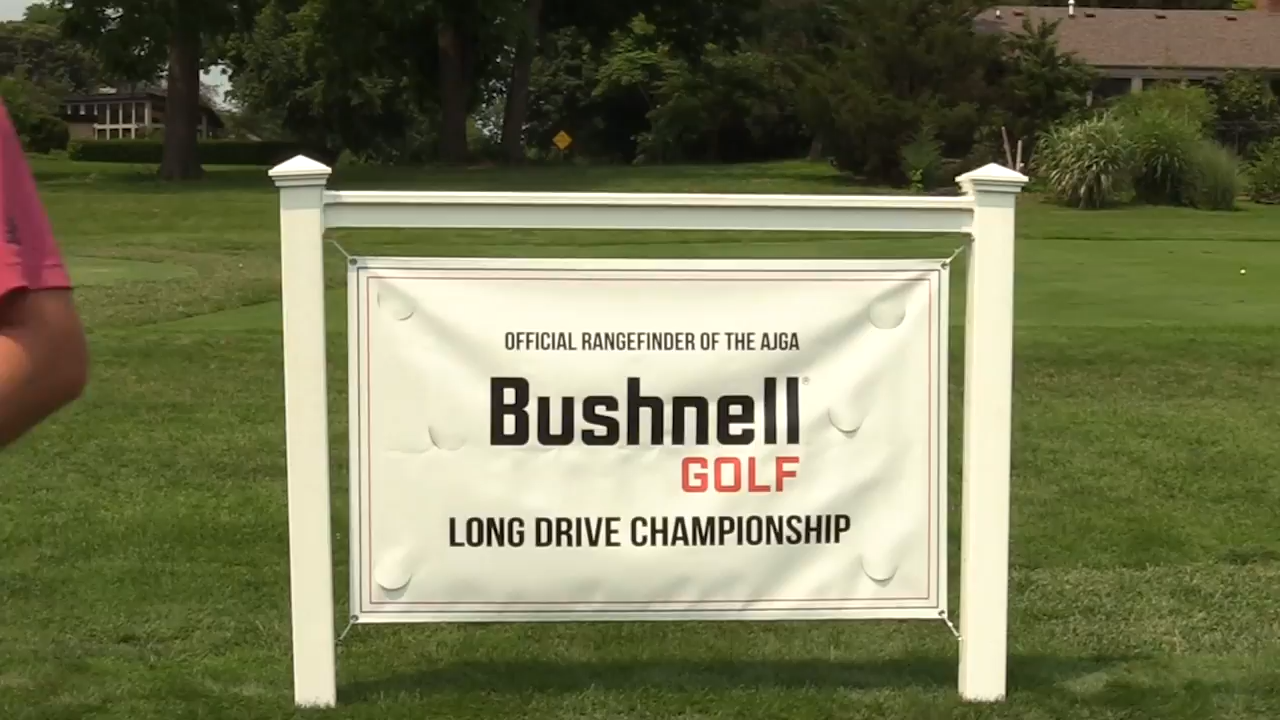 OFFICIAL RANGEFINDER OF THE AJGA
Bushnell®
GOLF
LONG DRIVE CHAMPIONSHIP